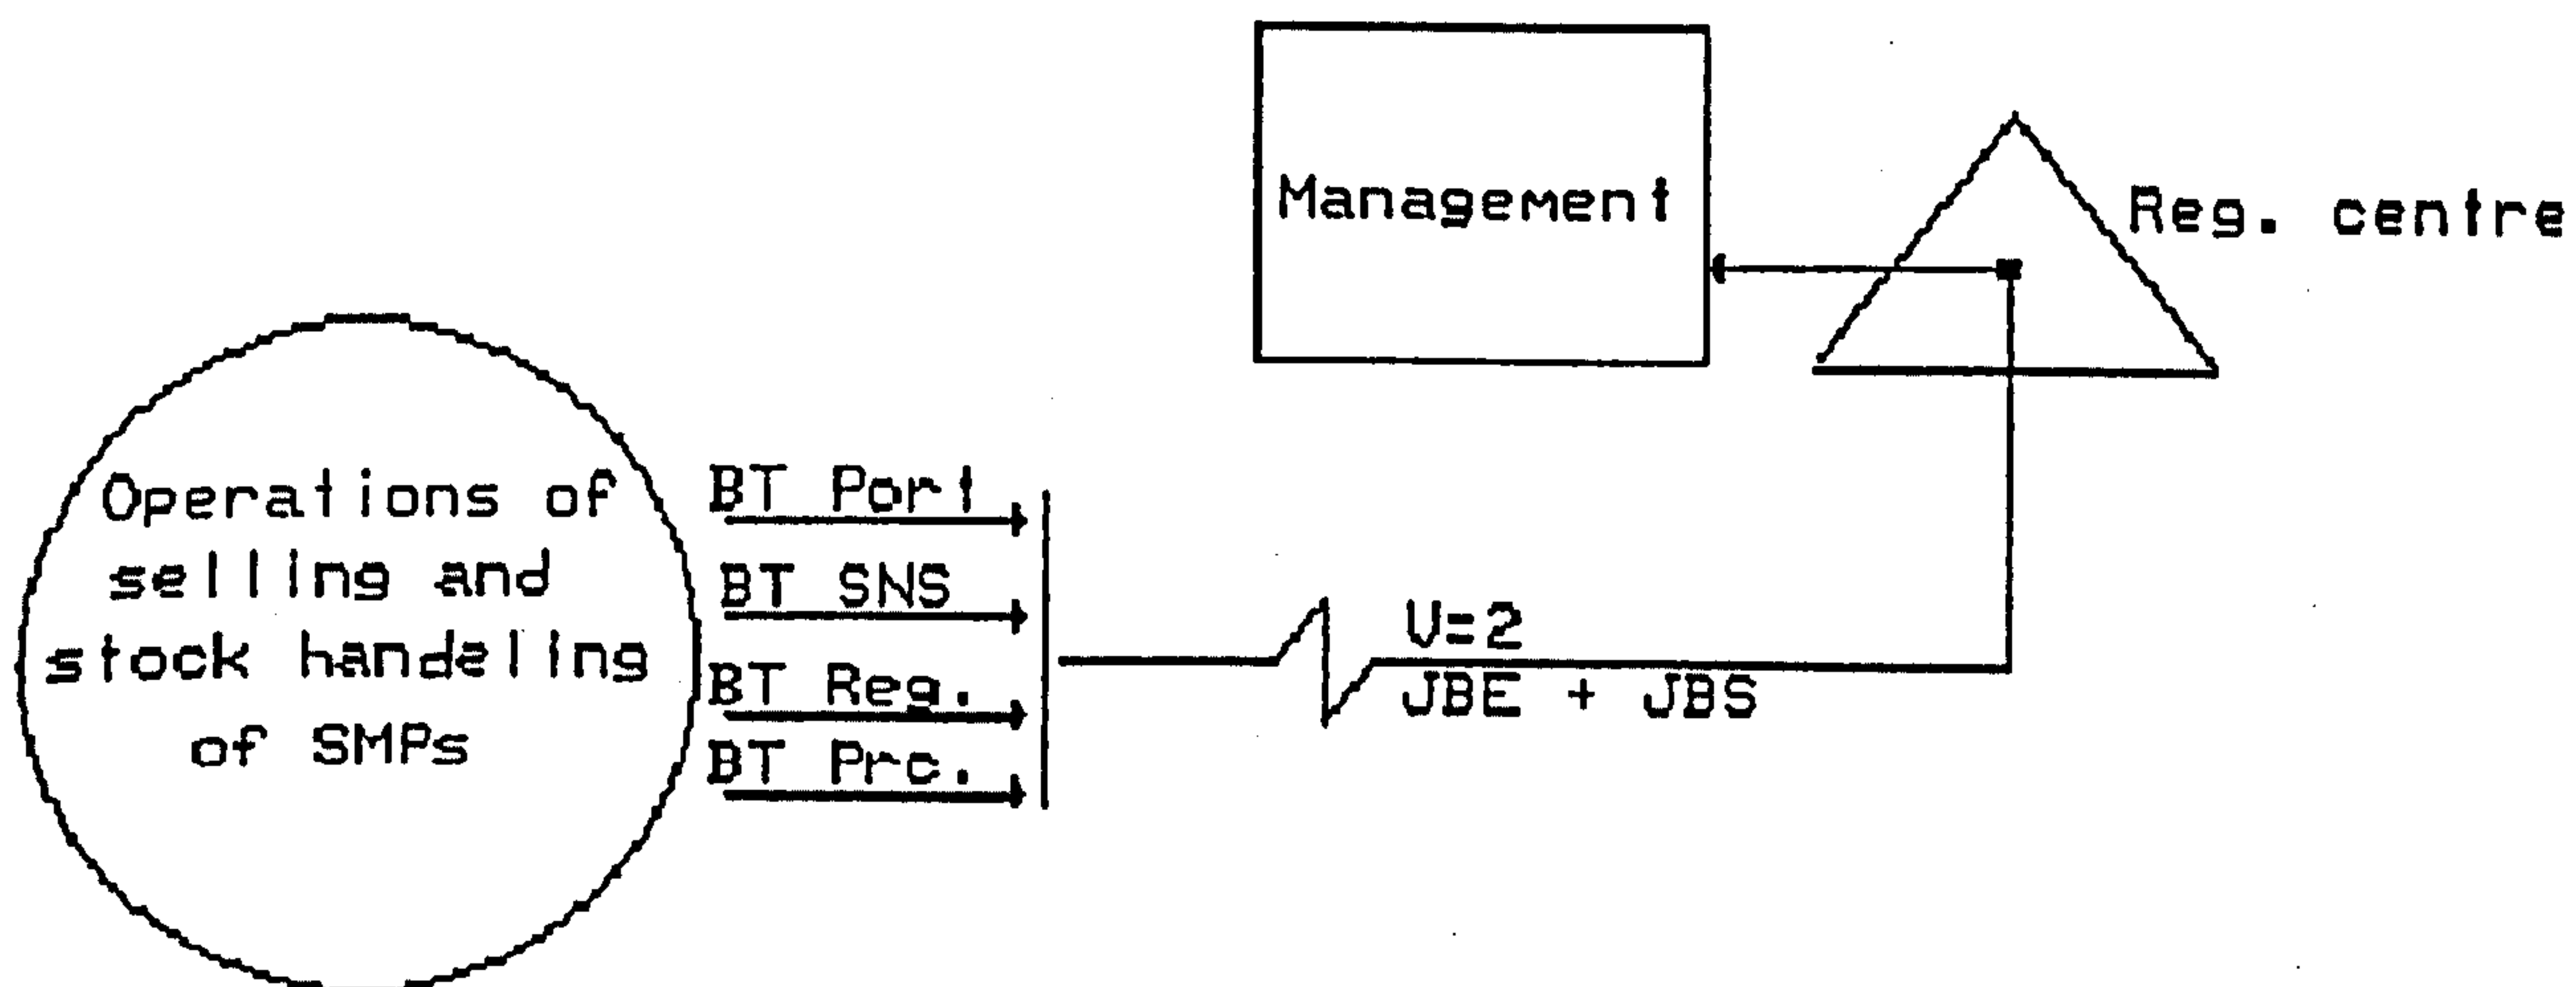 Management
Reg. centre
Operations of
selling and
stock handeling
of SMPs
BT Port
BT SNS
BT Reg.
BT Prc.
V=2
JBE + JBS